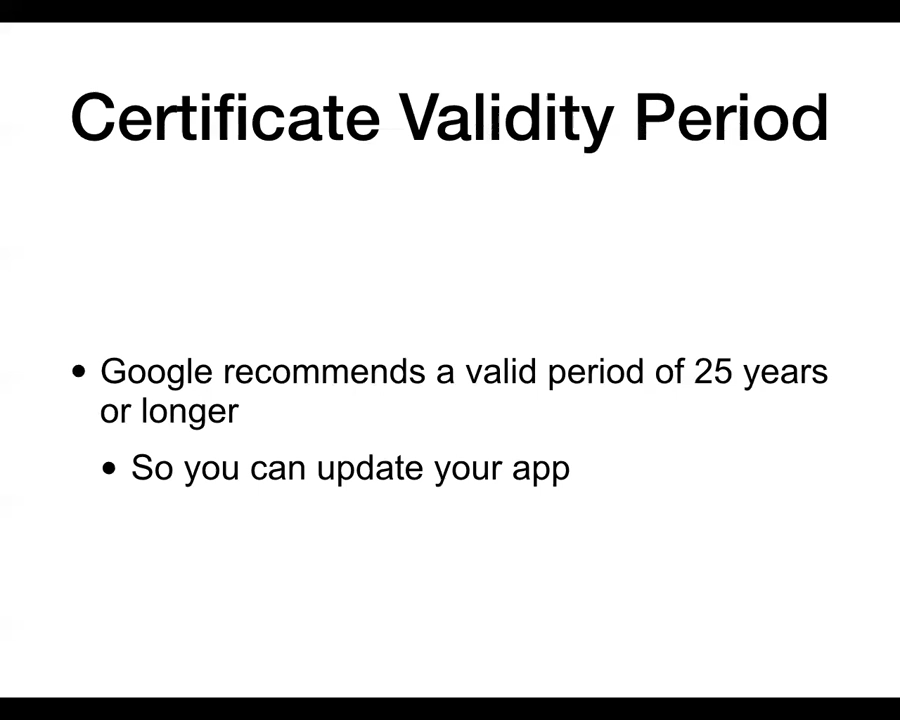 Certificate Validity Period
• Google recommends a valid period of 25 years
or longer
• So you can update your app